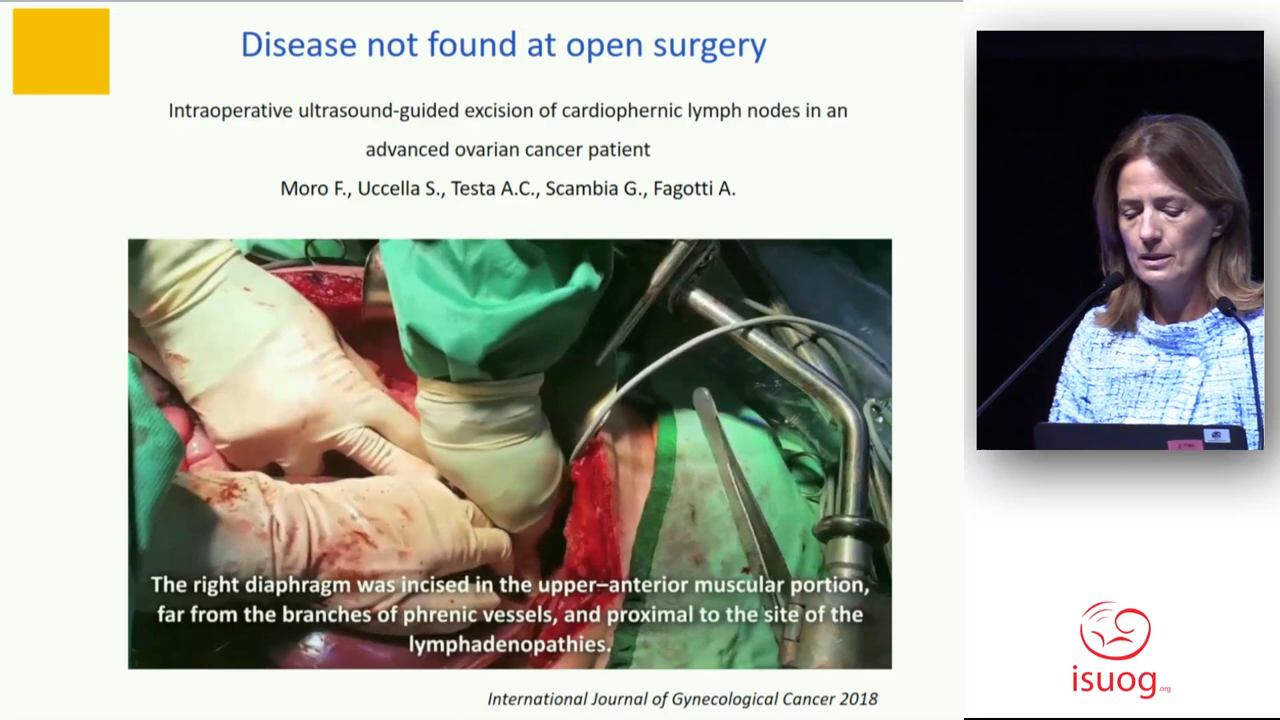 Disease not found at open surgery
Intraoperative ultrasound-guided excision of cardiophernic lymph nodes in an
advanced ovarian cancer patient
Moro F., Uccella S., Testa A.C., Scambia G., Fagotti A.
The right diaphragm was incised in the upper–anterior muscular portion,
far from the branches of phrenic vessels, and proximal to the site of the
lymphadenopathies.
International Journal of Gynecological Cancer 2018
isuog.org